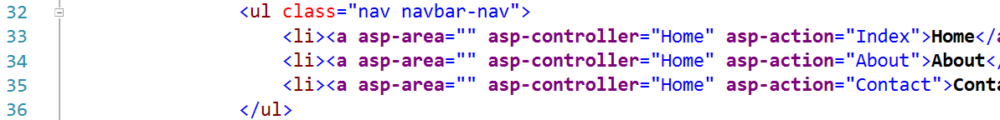 32 <ul class="nav navbar-nav">
33 <li><a asp-area="" asp-controller="Home" asp-action="Index">Home</a
34 <li><a asp-area="" asp-controller="Home" asp-action="About">About</
35 <li><a asp-area="" asp-controller="Home" asp-action="Contact">Conta
36 </ul>